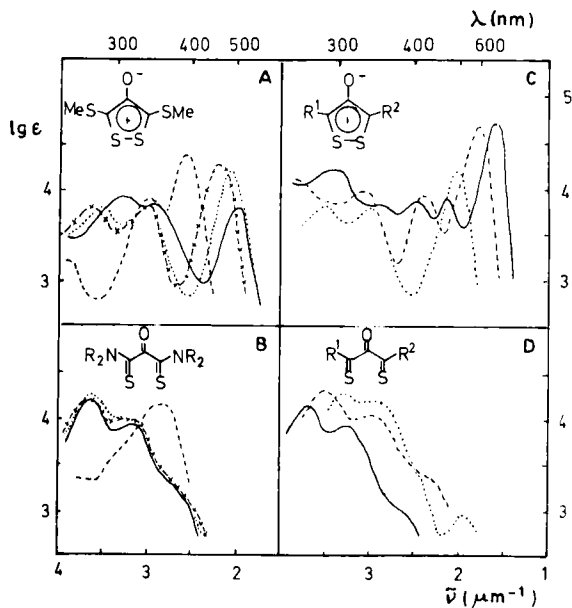 λ (nm)
300 400 500
300 400 600
A
O⁻
MeS SMe
+
S–S
C
O⁻
R¹ R²
+
S–S
lg ε
5
4
4
3
3
B
O
R₂N NR₂
S S
D
O
R¹ R²
S S
4
4
3
3
4 3 2
3 2 1
ν̃ (μm⁻¹)